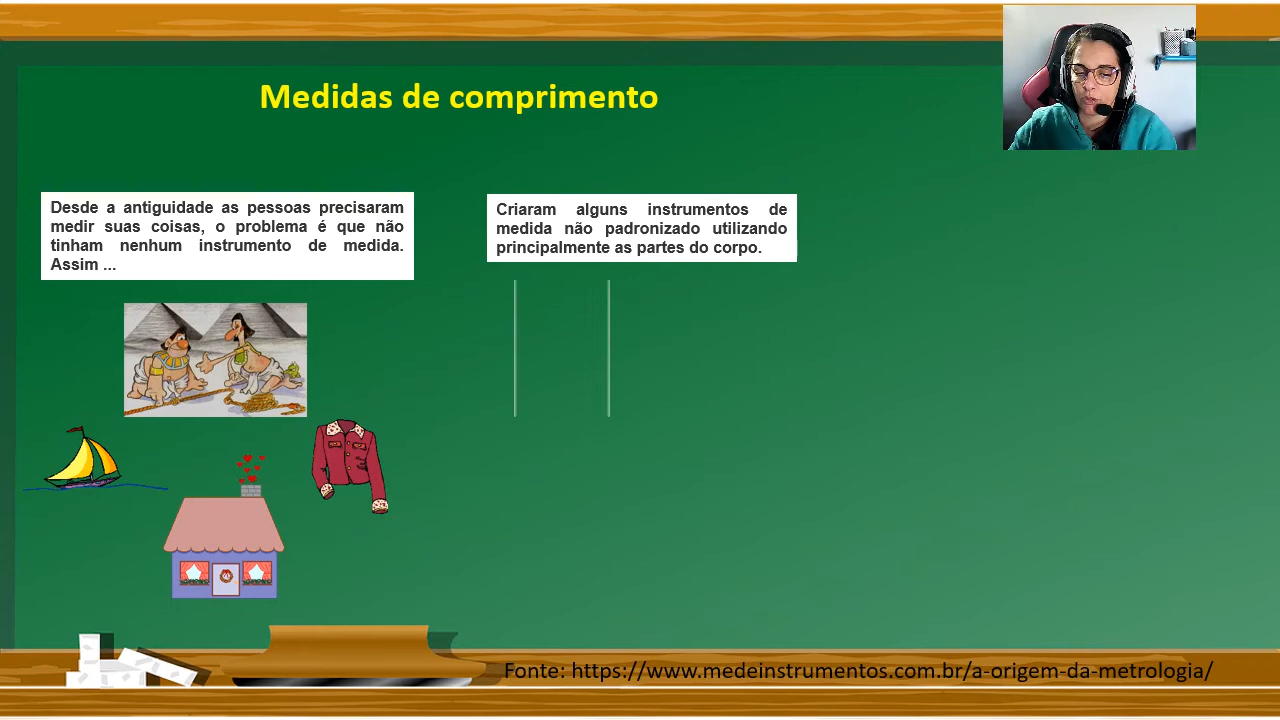 Medidas de comprimento
Desde a antiguidade as pessoas precisaram
medir suas coisas, o problema é que não
tinham nenhum instrumento de medida.
Assim ...
Criaram alguns instrumentos de
medida não padronizado utilizando
principalmente as partes do corpo.
Fonte: https://www.medeinstrumentos.com.br/a-origem-da-metrologia/